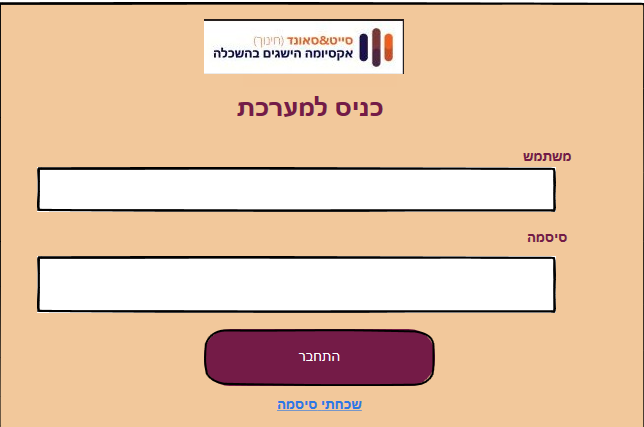 סייט&סאונד (חינוך)
אקסיומה הישגים בהשכלה
כניס למערכת
משתמש
סיסמה
התחבר
שכחתי סיסמה